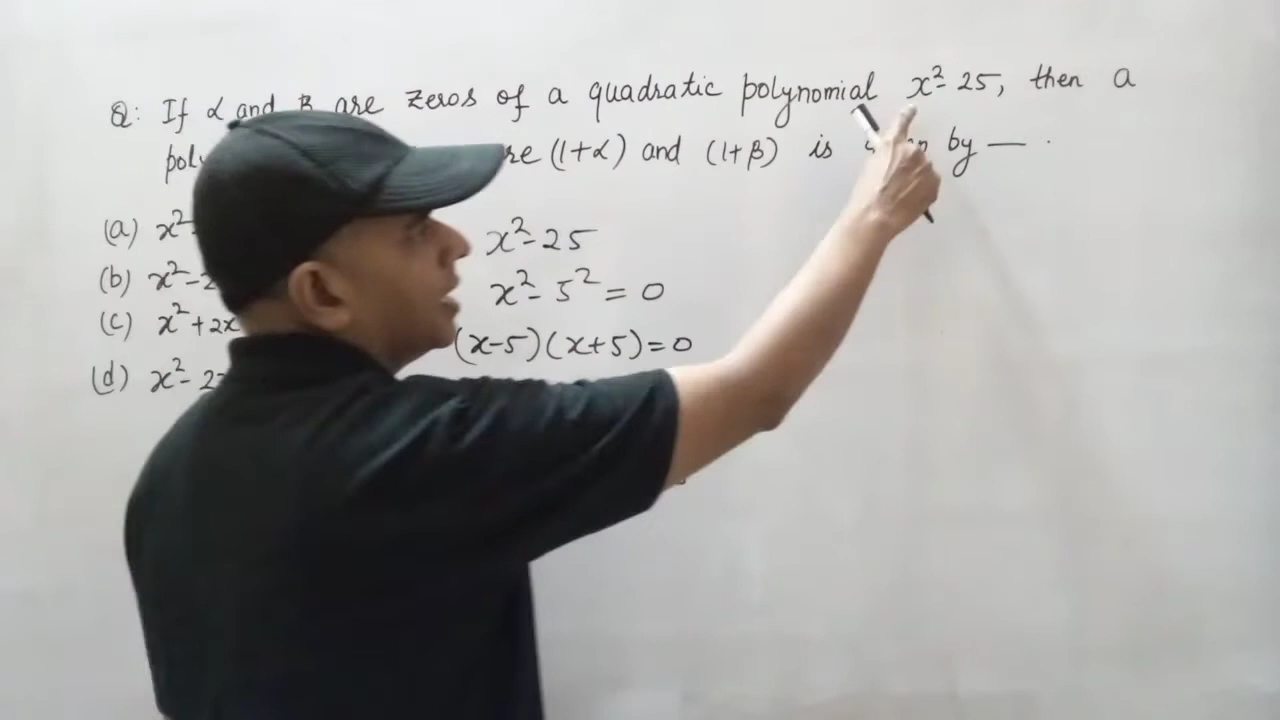 Q: If α and β are zeros of a quadratic polynomial x²-25, then a
(1+α) and (1+β) is by — .
(a) x²
(b) x²-2
(c) x²+2x
(d) x²-2
x²-25
x²-5²=0
(x-5)(x+5)=0